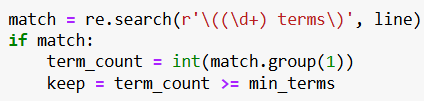 match = re.search(r'\((\d+) terms\)', line)
if match:
    term_count = int(match.group(1))
    keep = term_count >= min_terms